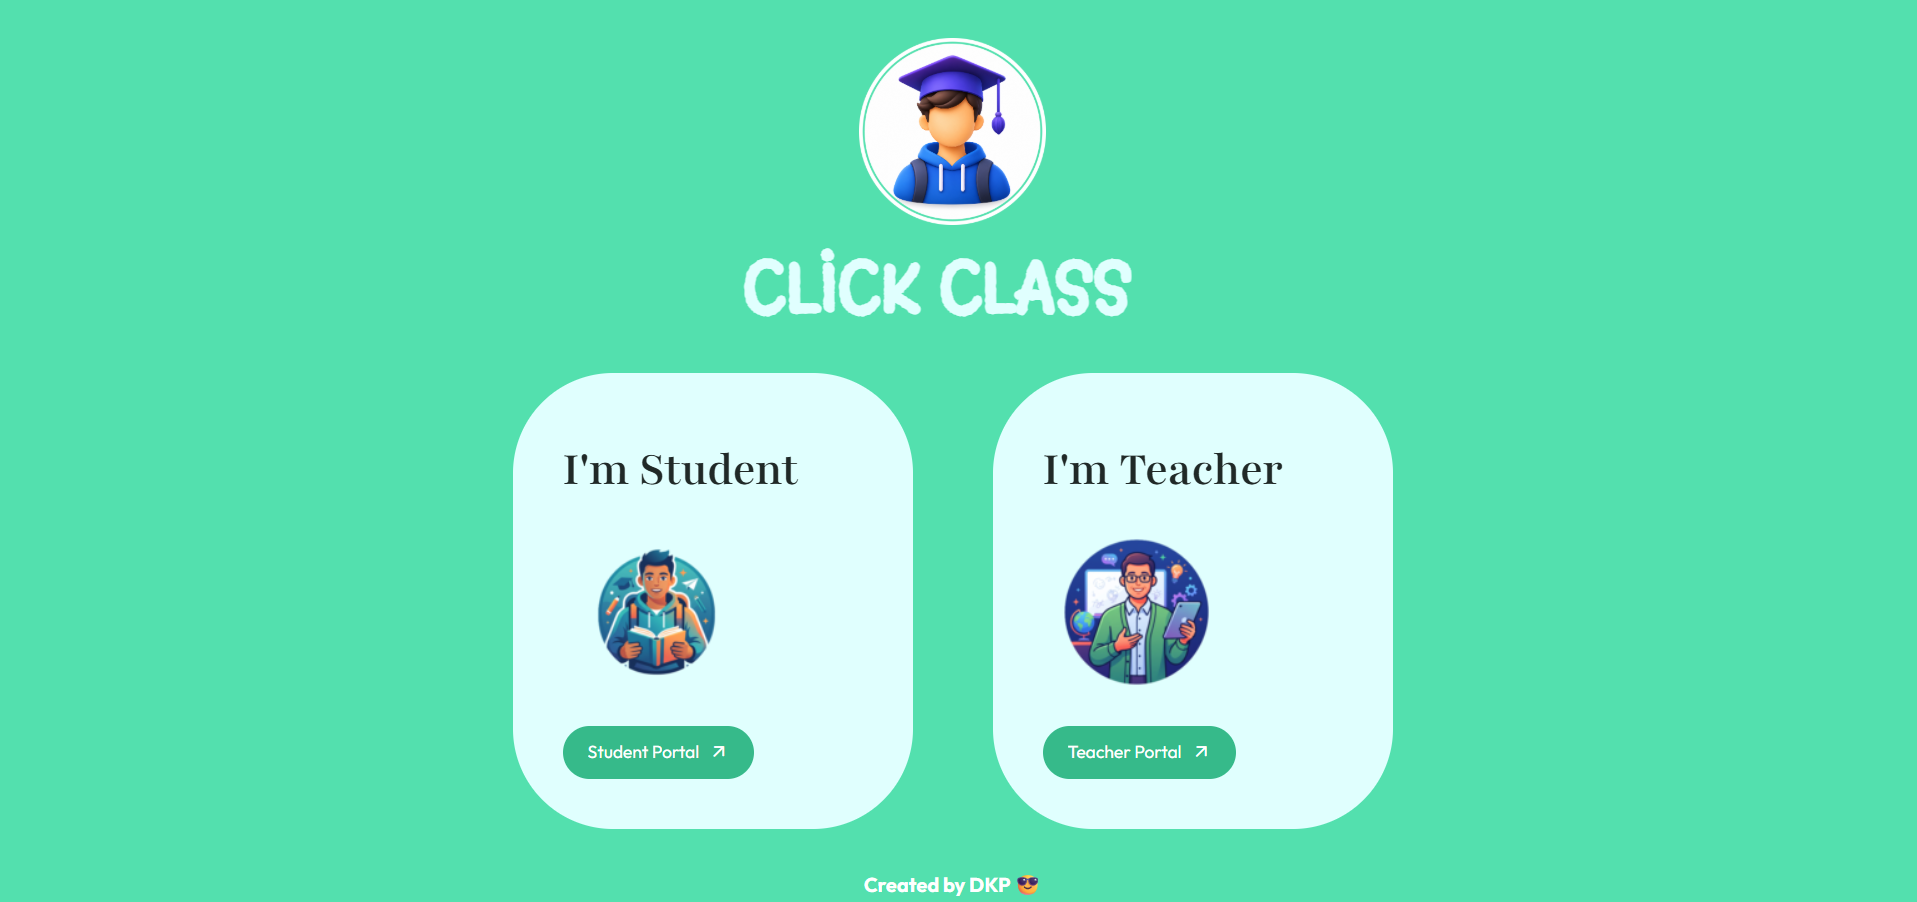 CLiCK CLASS
I'm Student
I'm Teacher
Student Portal
Teacher Portal
Created by DKP 😎